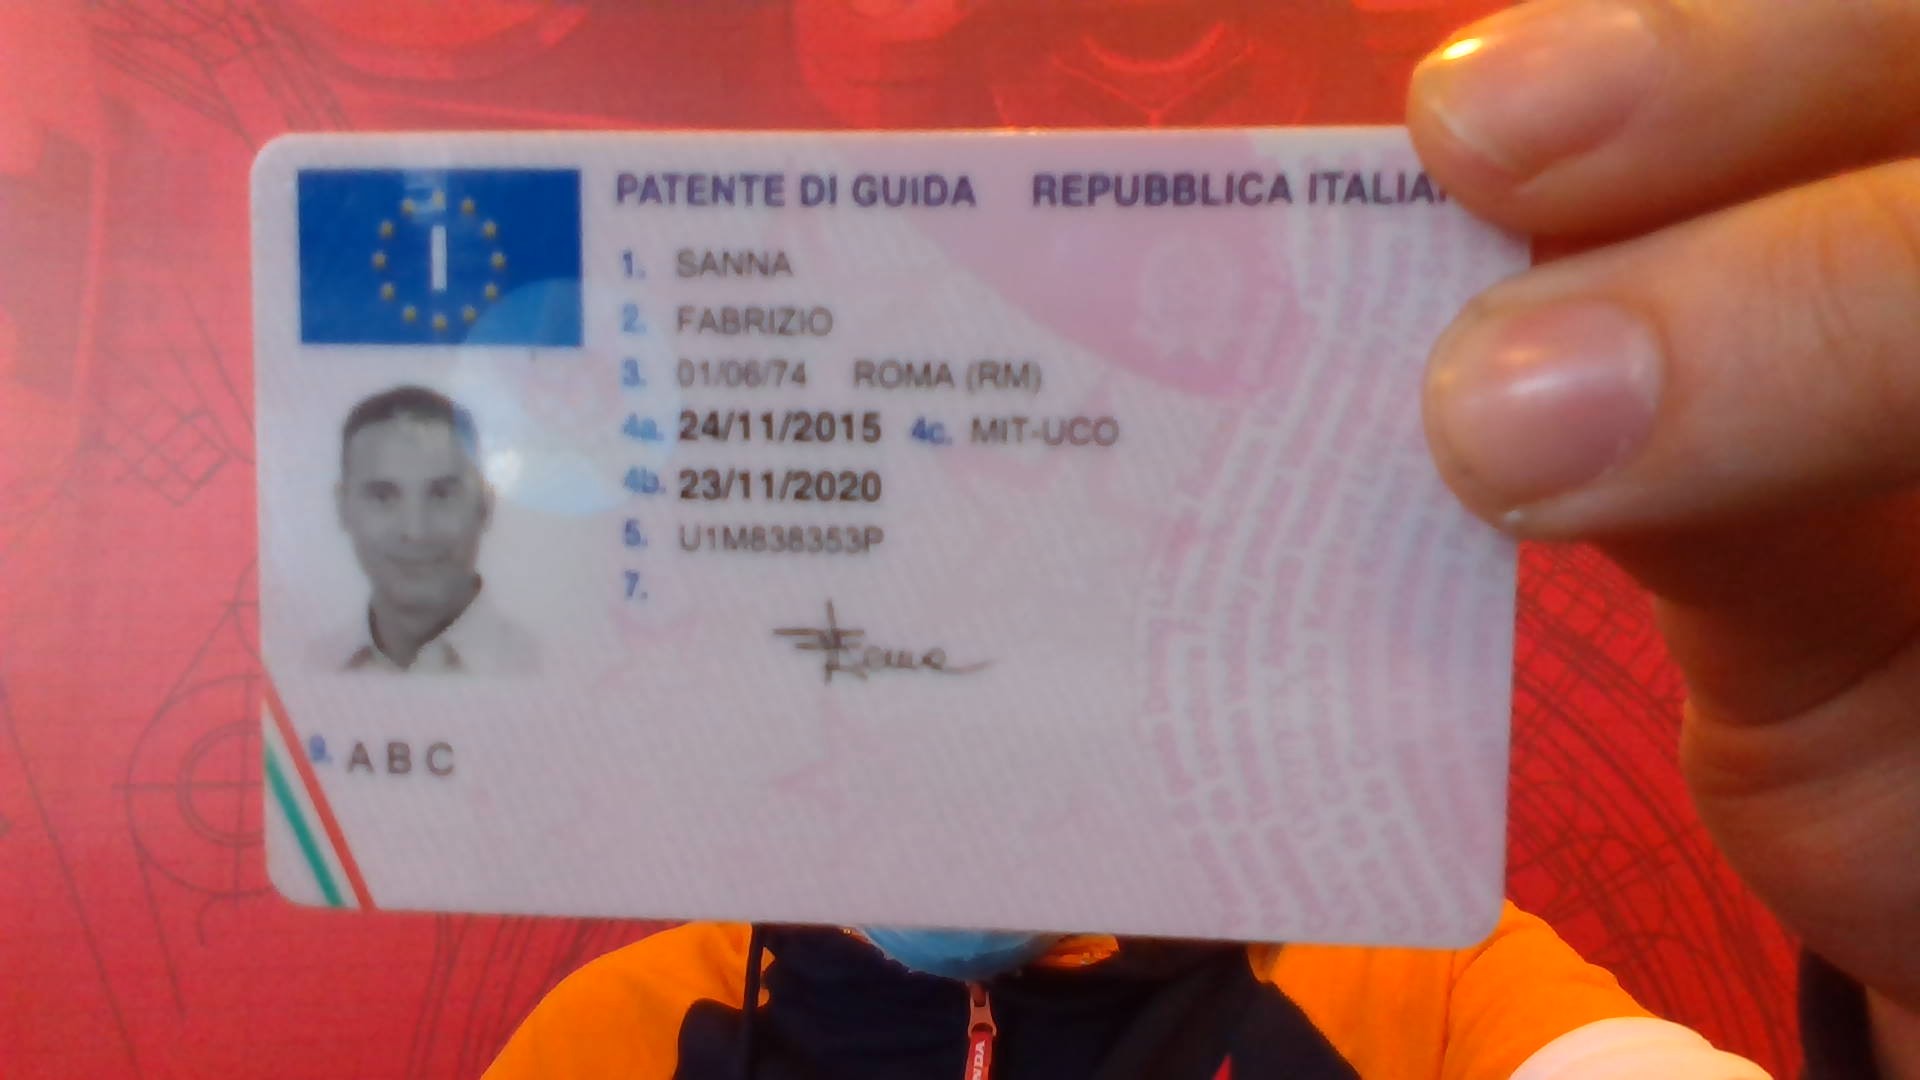 I
PATENTE DI GUIDA REPUBBLICA ITALIA
1. SANNA
2. FABRIZIO
3. 01/06/74 ROMA (RM)
4a. 24/11/2015 4c. MIT-UCO
4b. 23/11/2020
5. U1M838353P
7.
9. A B C
NDA